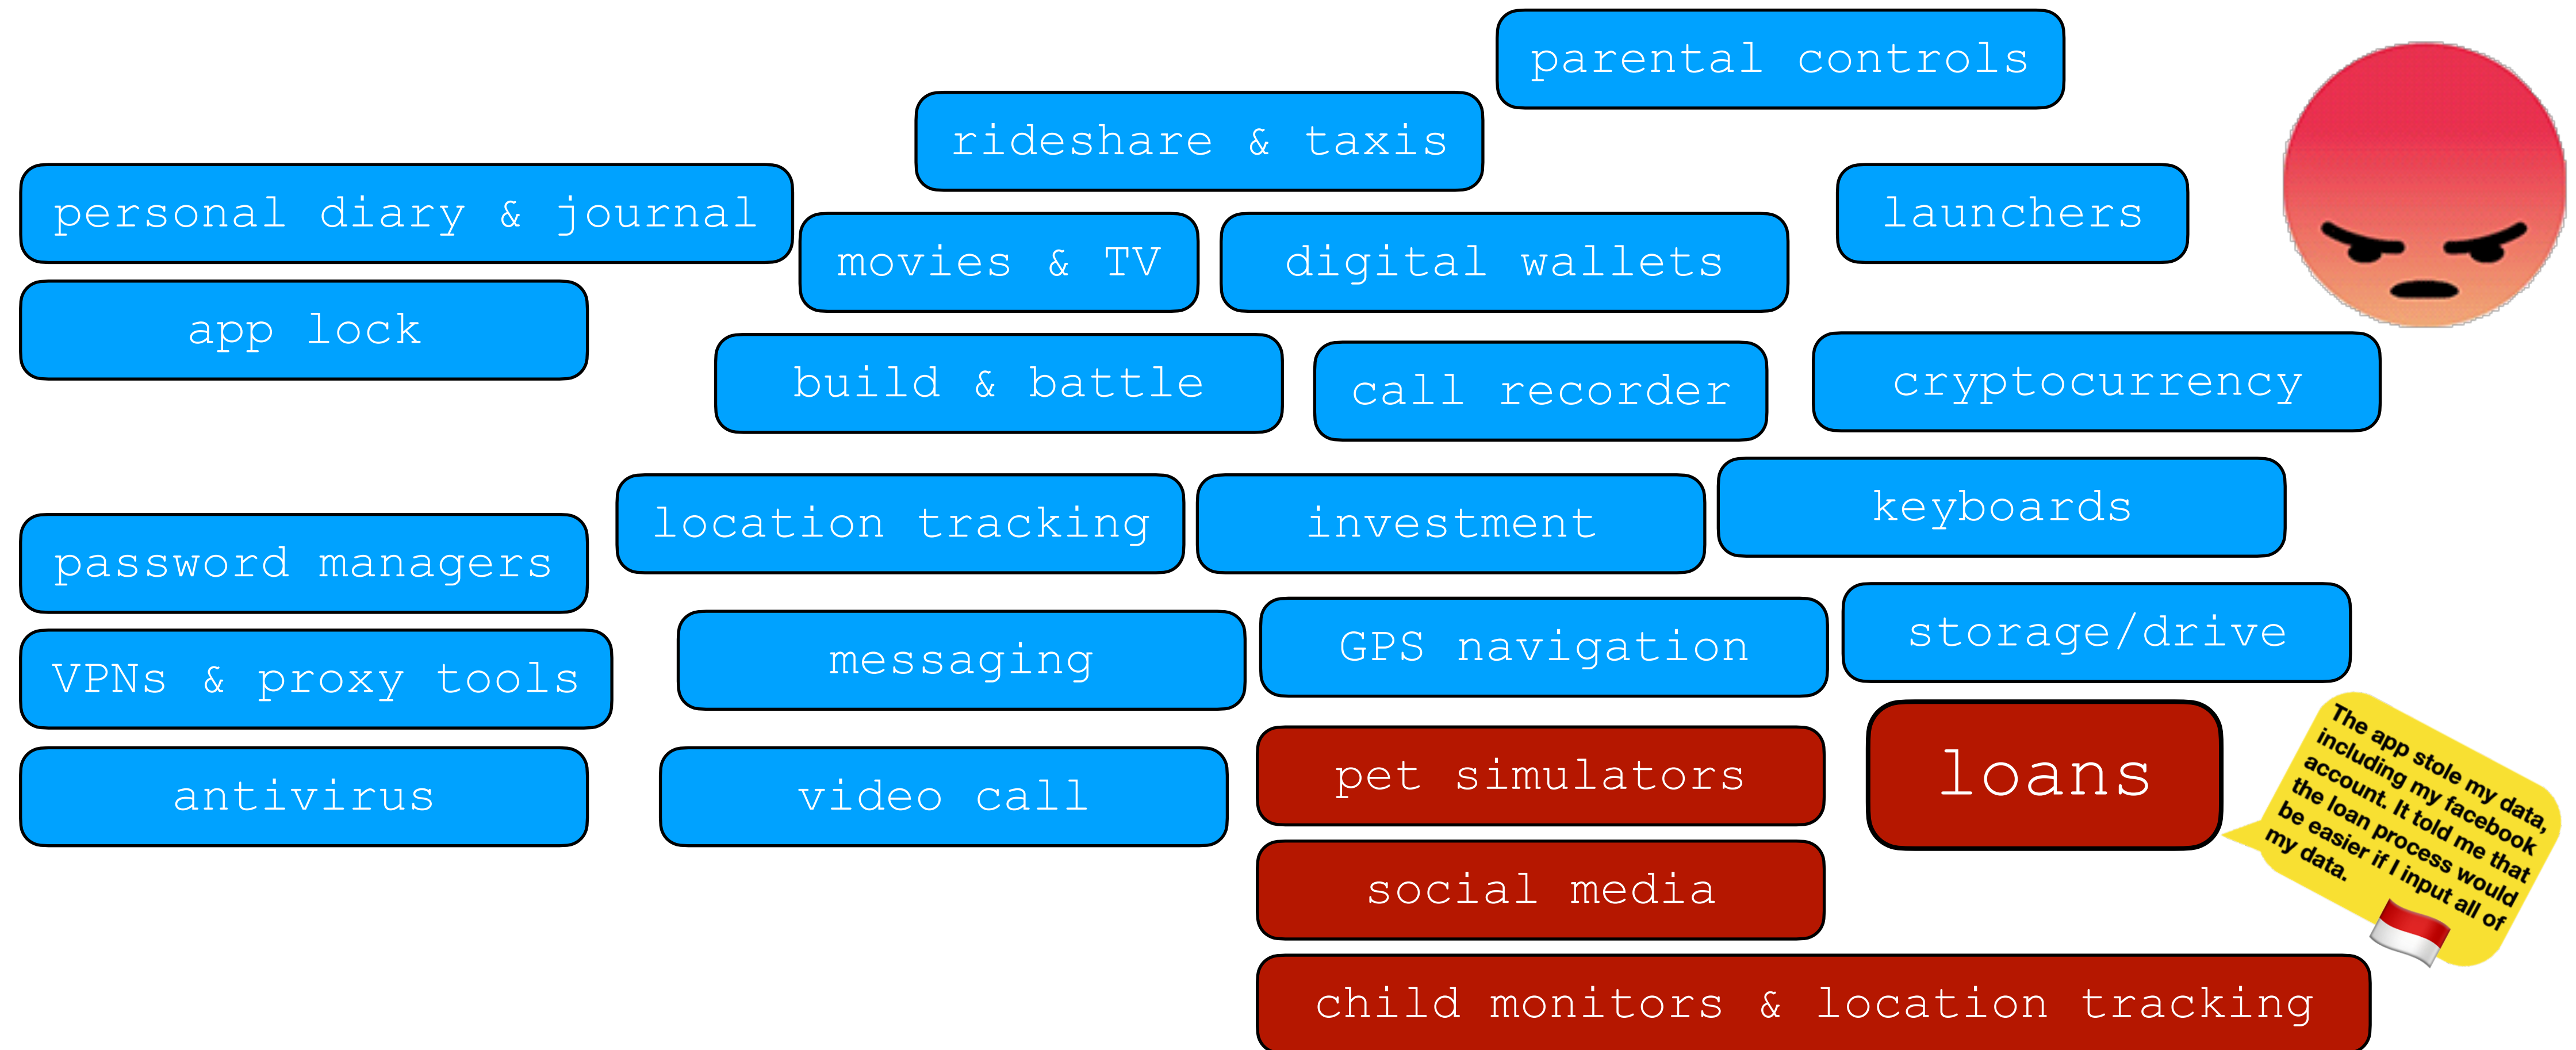 parental controls
rideshare & taxis
personal diary & journal
launchers
movies & TV
digital wallets
app lock
build & battle
call recorder
cryptocurrency
location tracking
investment
keyboards
password managers
messaging
GPS navigation
storage/drive
VPNs & proxy tools
antivirus
video call
pet simulators
loans
The app stole my data,
including my facebook
account. It told me that
the loan process would
be easier if I input all of
my data.
social media
child monitors & location tracking